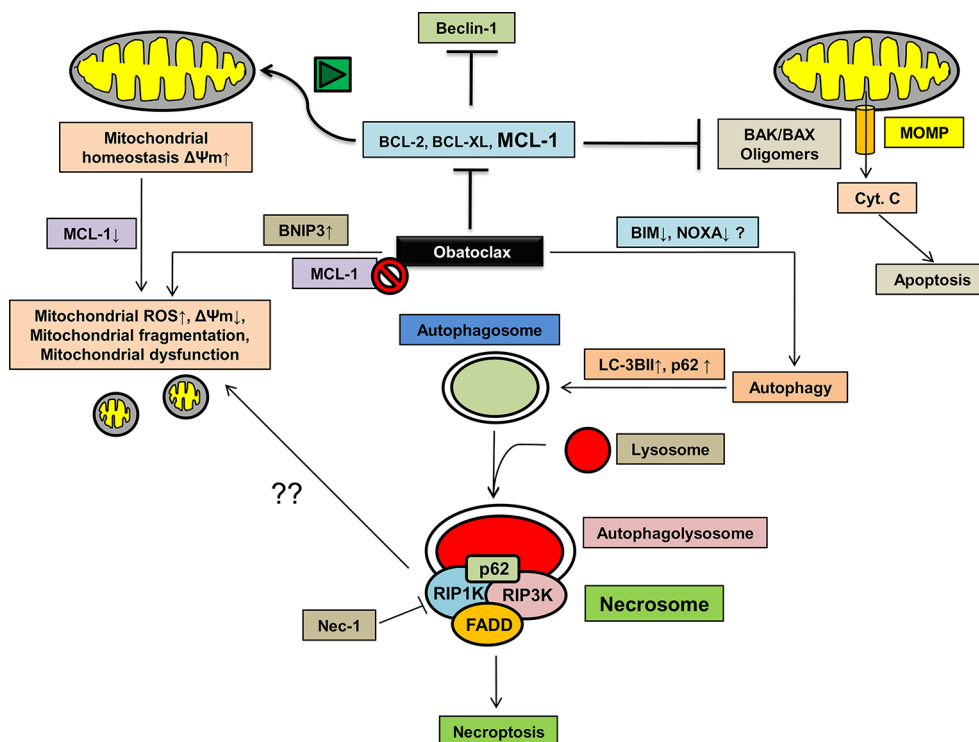 Beclin-1
Mitochondrial
homeostasis ΔΨm↑
BCL-2, BCL-XL, MCL-1
BAK/BAX
Oligomers
MOMP
Cyt. C
MCL-1↓
BNIP3↑
BIM↓, NOXA↓ ?
Obatoclax
MCL-1
Apoptosis
Mitochondrial ROS↑, ΔΨm↓,
Mitochondrial fragmentation,
Mitochondrial dysfunction
Autophagosome
LC-3BII↑, p62 ↑
Autophagy
Lysosome
??
Autophagolysosome
p62
RIP1K
RIP3K
Necrosome
Nec-1
FADD
Necroptosis